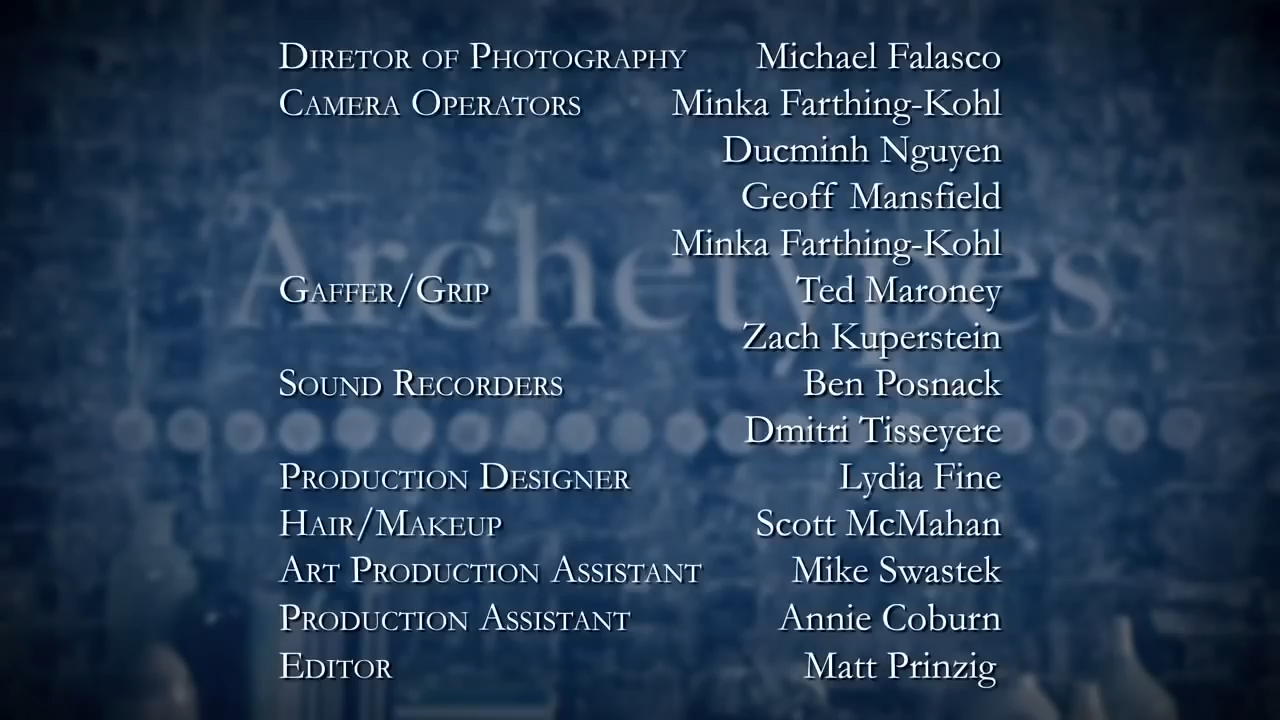 Diretor of Photography Michael Falasco
Camera Operators Minka Farthing-Kohl
Ducminh Nguyen
Geoff Mansfield
Minka Farthing-Kohl
Archetypes
Gaffer/Grip Ted Maroney
Zach Kuperstein
Sound Recorders Ben Posnack
Dmitri Tisseyere
Production Designer Lydia Fine
Hair/Makeup Scott McMahan
Art Production Assistant Mike Swastek
Production Assistant Annie Coburn
Editor Matt Prinzig